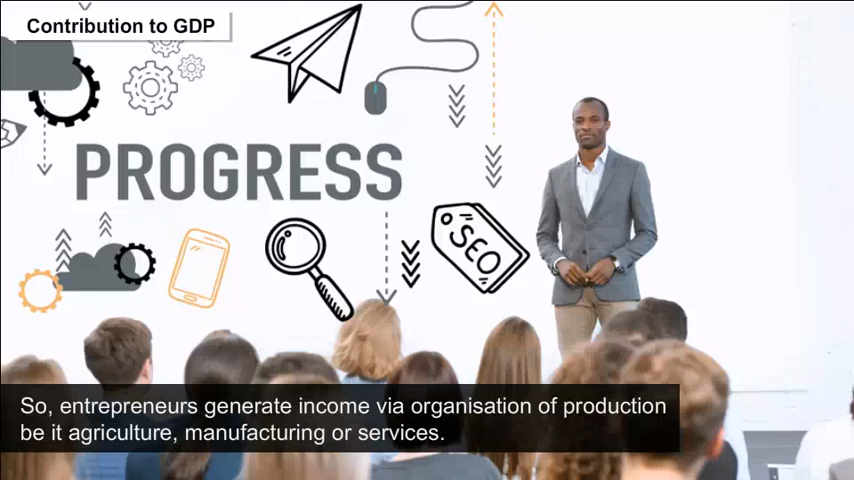 Contribution to GDP
PROGRESS
SEO
So, entrepreneurs generate income via organisation of production
be it agriculture, manufacturing or services.